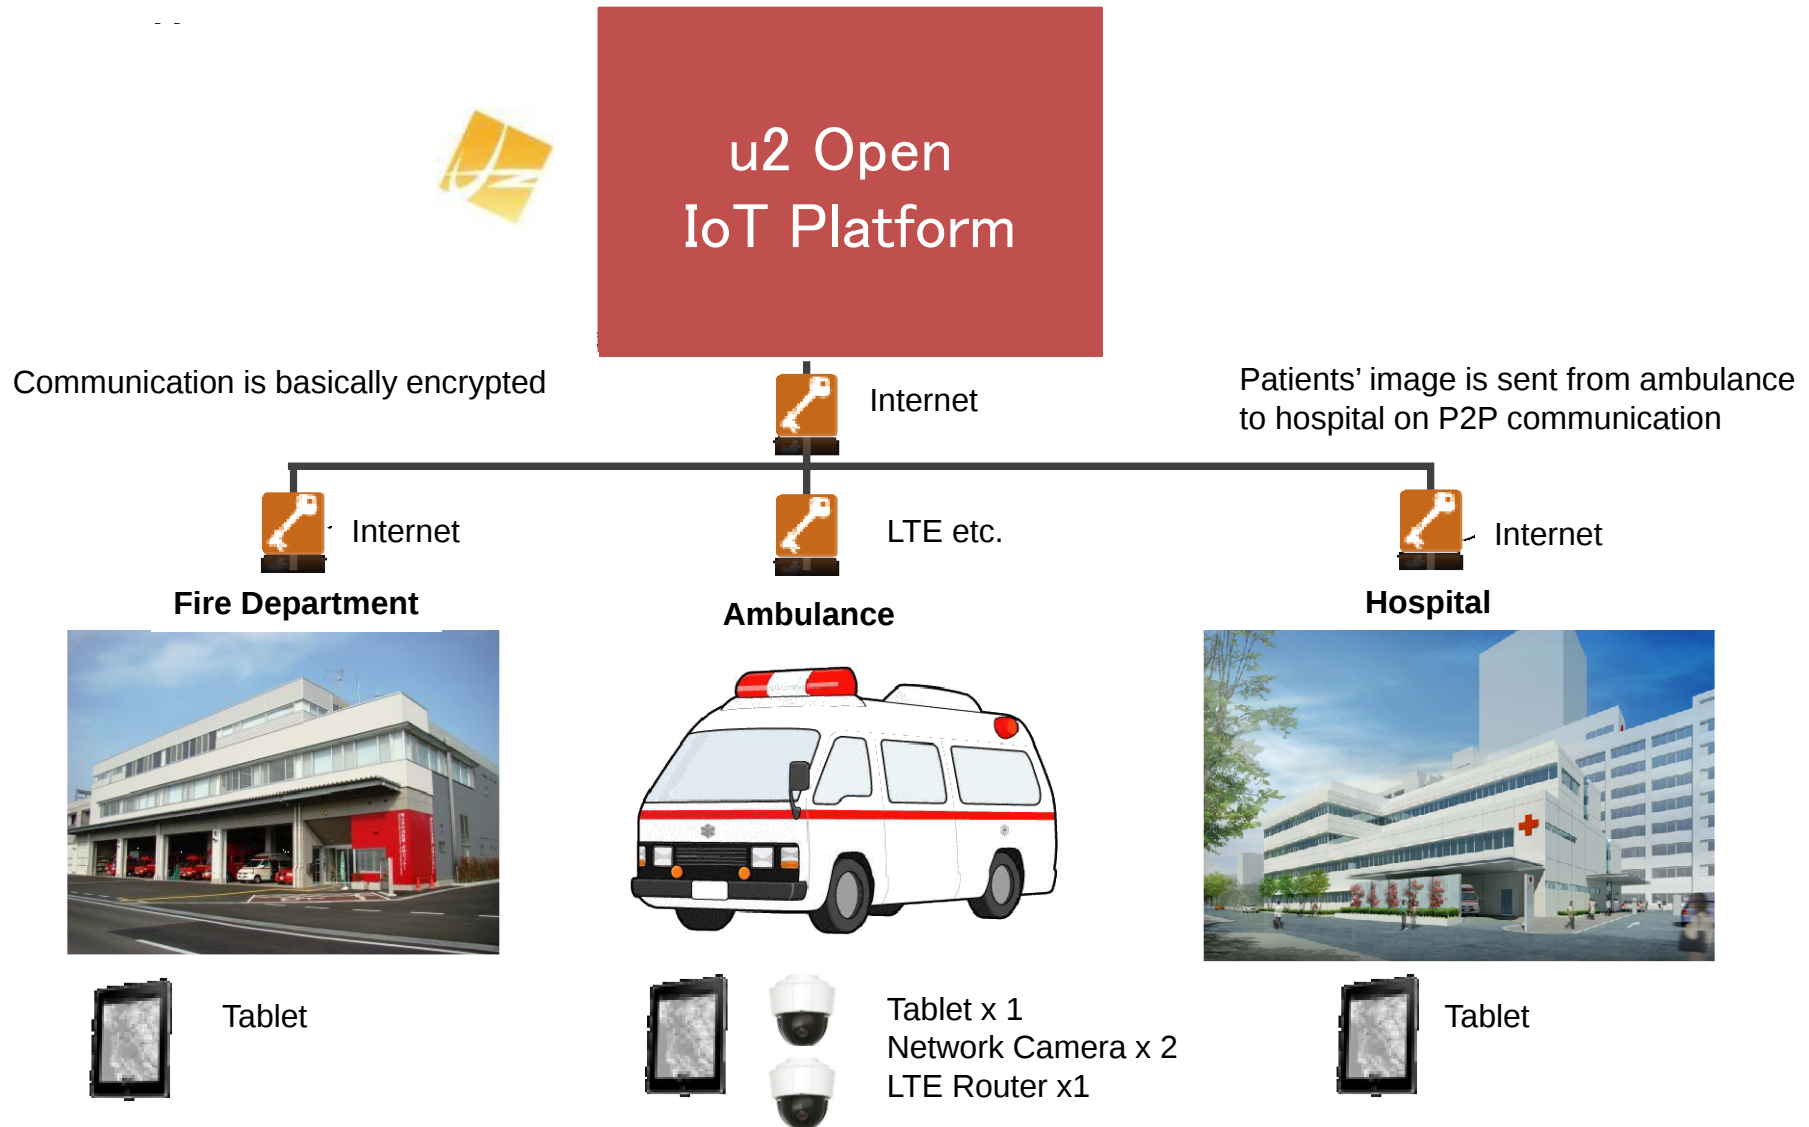 u2 Open
IoT Platform
Communication is basically encrypted
Internet
Patients’ image is sent from ambulance
to hospital on P2P communication
Internet
LTE etc.
Internet
Fire Department
Ambulance
Hospital
Tablet
Tablet x 1
Network Camera x 2
LTE Router x1
Tablet